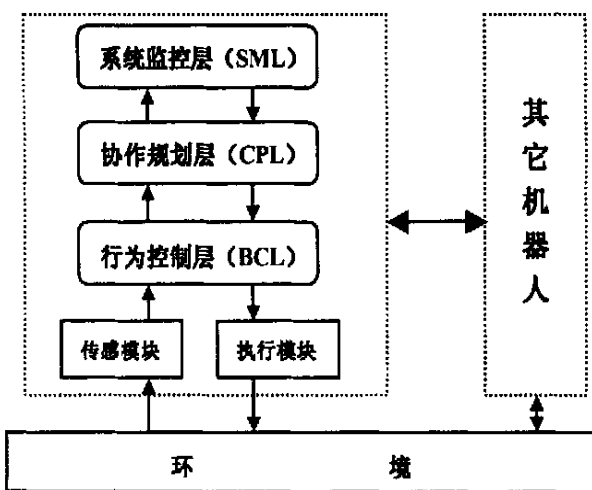 系统监控层（SML）
协作规划层（CPL）
行为控制层（BCL）
传感模块
执行模块
其它机器人
环境